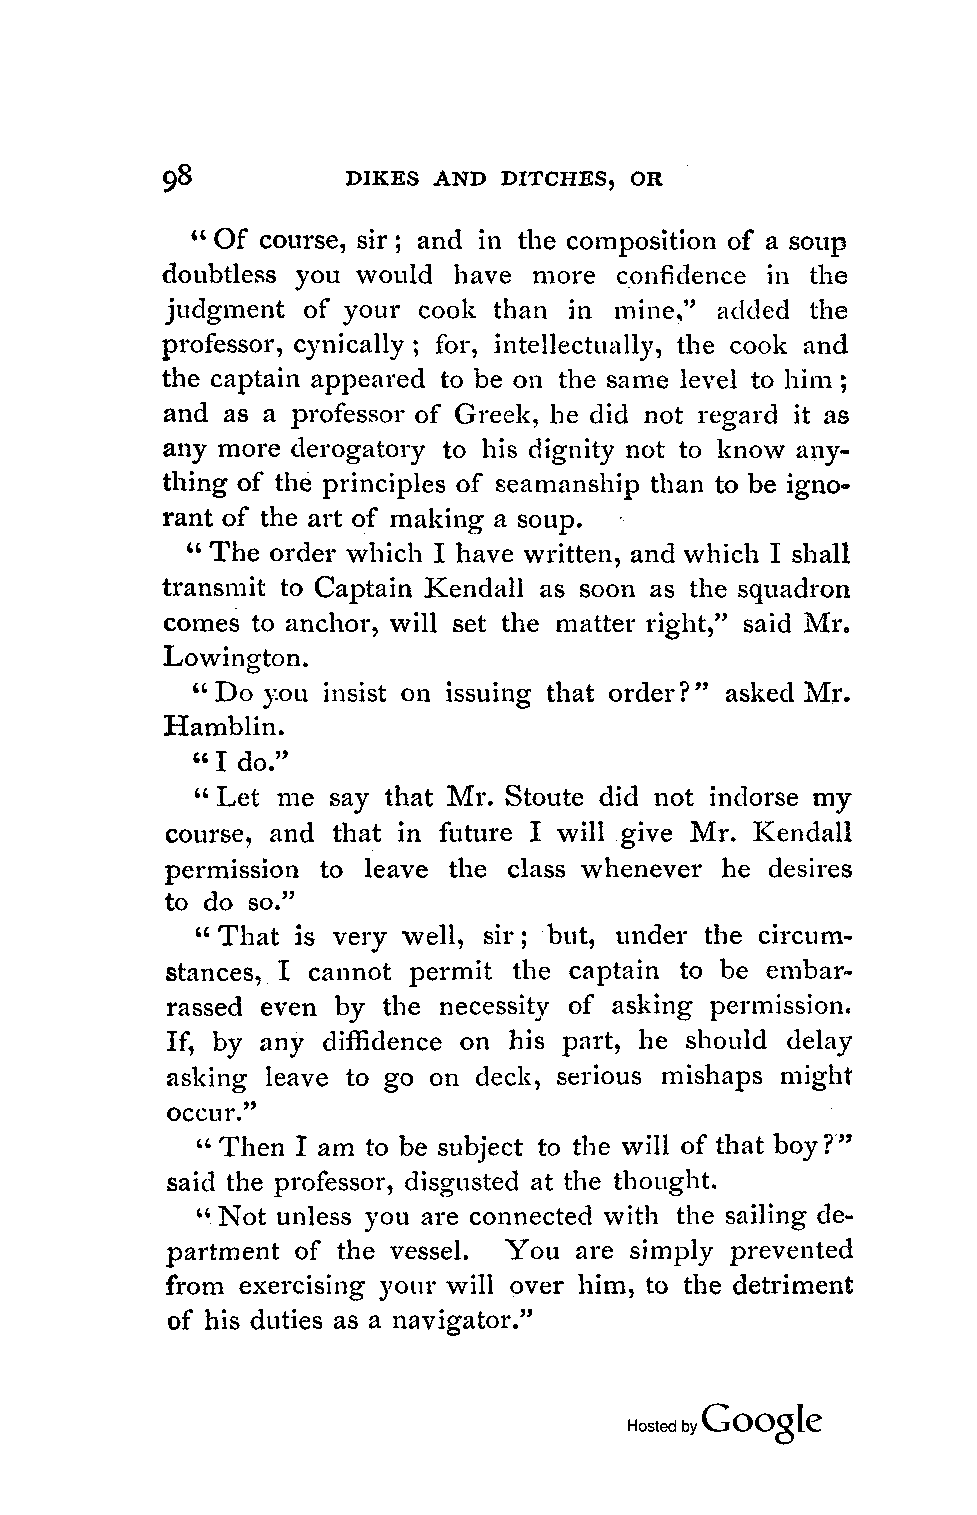 98 DIKES AND DITCHES, OR
“Of course, sir; and in the composition of a soup
doubtless you would have more confidence in the
judgment of your cook than in mine,” added the
professor, cynically; for, intellectually, the cook and
the captain appeared to be on the same level to him;
and as a professor of Greek, he did not regard it as
any more derogatory to his dignity not to know any-
thing of the principles of seamanship than to be igno-
rant of the art of making a soup.
“The order which I have written, and which I shall
transmit to Captain Kendall as soon as the squadron
comes to anchor, will set the matter right,” said Mr.
Lowington.
“Do you insist on issuing that order?” asked Mr.
Hamblin.
“I do.”
“Let me say that Mr. Stoute did not indorse my
course, and that in future I will give Mr. Kendall
permission to leave the class whenever he desires
to do so.”
“That is very well, sir; but, under the circum-
stances, I cannot permit the captain to be embar-
rassed even by the necessity of asking permission.
If, by any diffidence on his part, he should delay
asking leave to go on deck, serious mishaps might
occur.”
“Then I am to be subject to the will of that boy?”
said the professor, disgusted at the thought.
“Not unless you are connected with the sailing de-
partment of the vessel. You are simply prevented
from exercising your will over him, to the detriment
of his duties as a navigator.”
Hosted by Google